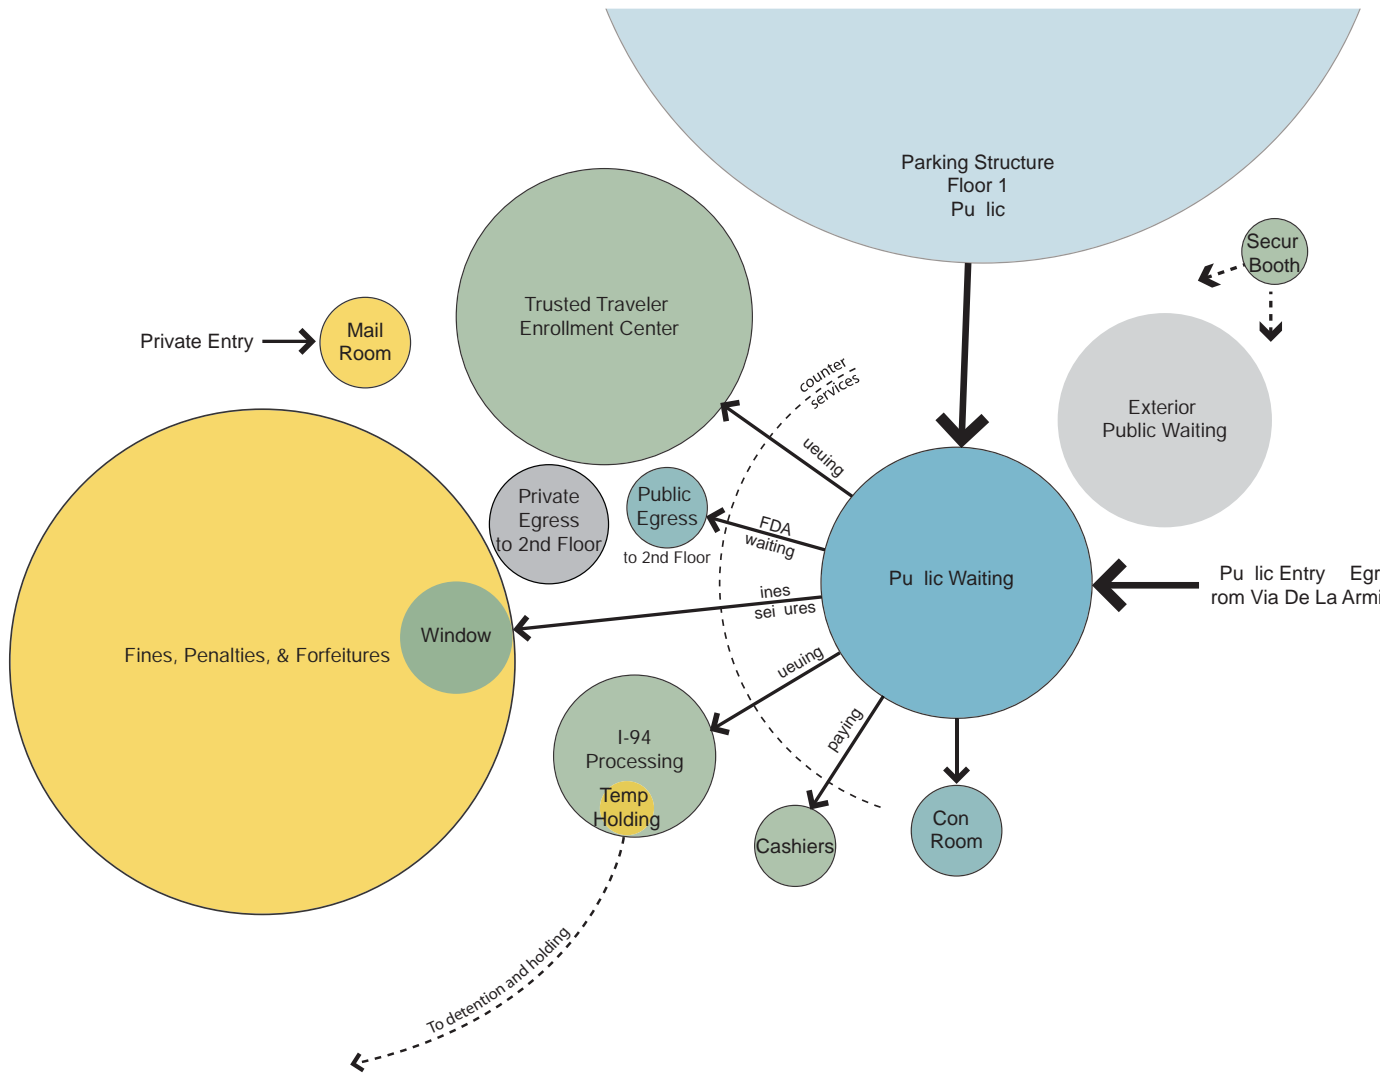 Parking Structure
Floor 1
Pu lic
Secur
Booth
Trusted Traveler
Enrollment Center
Private Entry
Mail
Room
counter
services
Exterior
Public Waiting
ueuing
Private
Egress
to 2nd Floor
Public
Egress
to 2nd Floor
FDA
waiting
Pu lic Waiting
Pu lic Entry Egr
rom Via De La Armi
ines
sei ures
Window
Fines, Penalties, & Forfeitures
ueuing
I-94
Processing
Temp
Holding
paying
Cashiers
Con
Room
To detention and holding